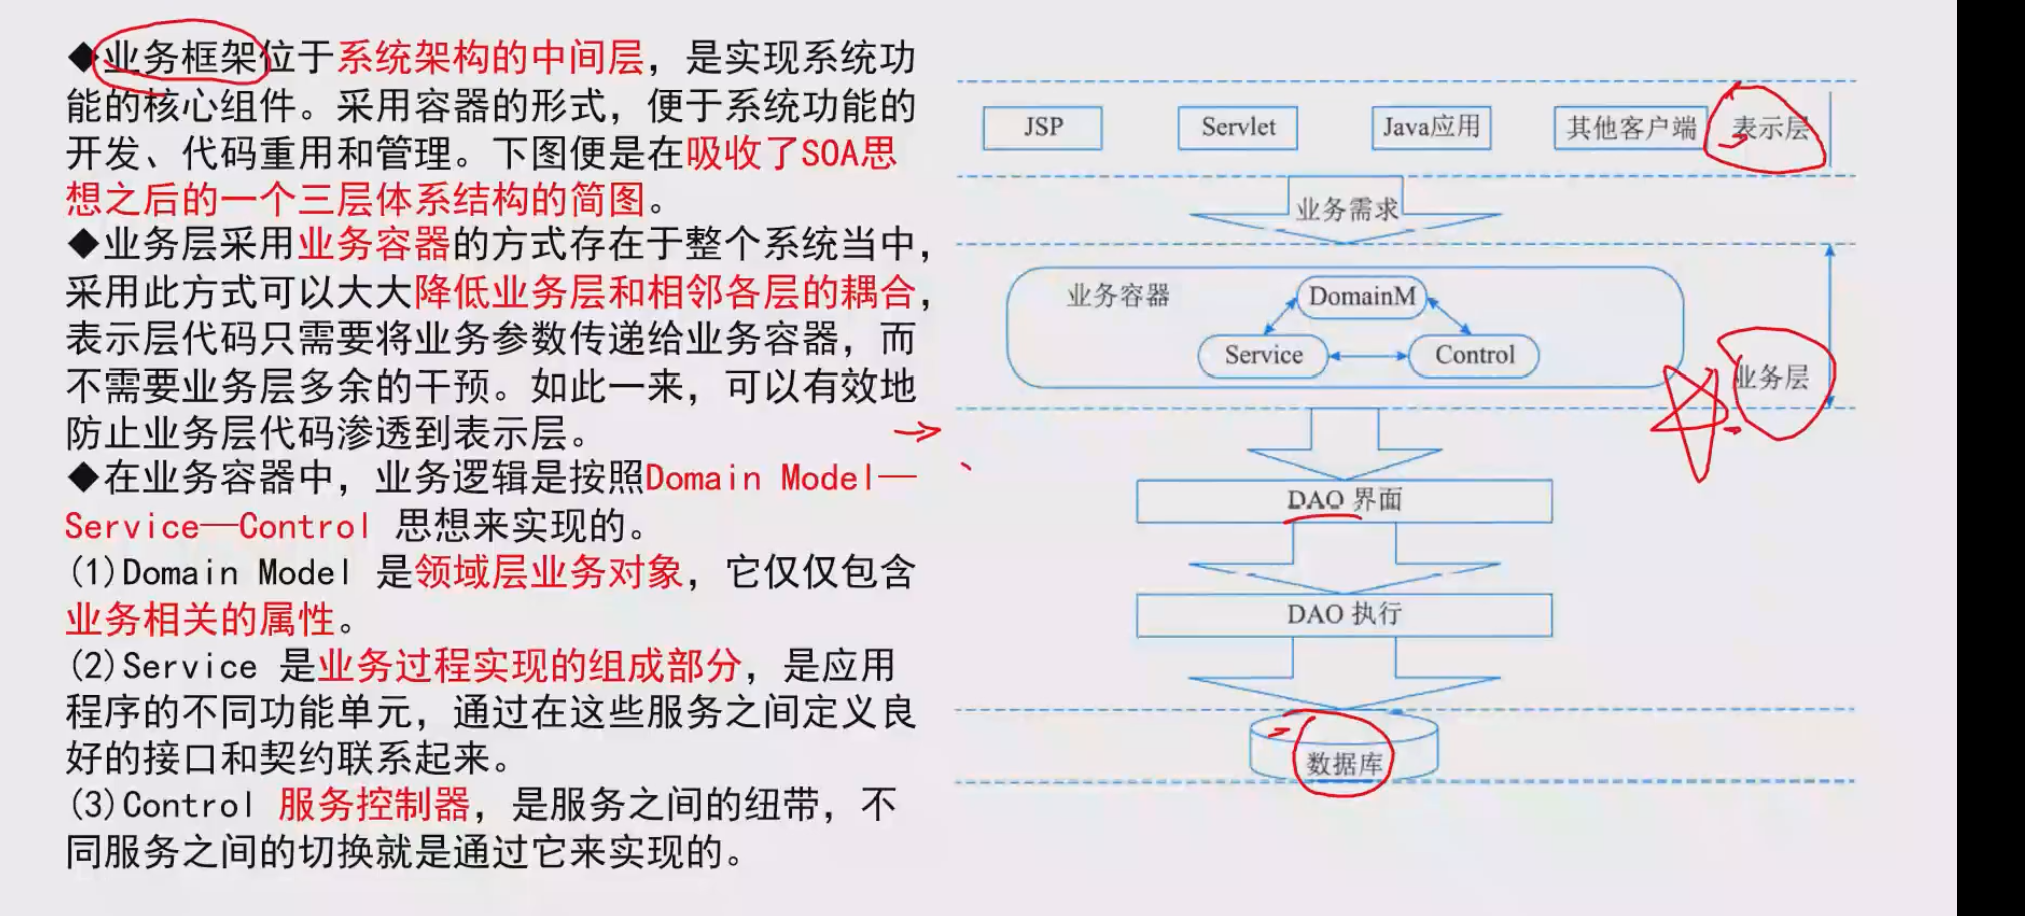 ◆业务框架位于系统架构的中间层，是实现系统功
能的核心组件。采用容器的形式，便于系统功能的
开发、代码重用和管理。下图便是在吸收了SOA思
想之后的一个三层体系结构的简图。
◆业务层采用业务容器的方式存在于整个系统当中，
采用此方式可以大大降低业务层和相邻各层的耦合，
表示层代码只需要将业务参数传递给业务容器，而
不需要业务层多余的干预。如此一来，可以有效地
防止业务层代码渗透到表示层。
◆在业务容器中，业务逻辑是按照Domain Model—
Service—Control 思想来实现的。
(1)Domain Model 是领域层业务对象，它仅仅包含
业务相关的属性。
(2)Service 是业务过程实现的组成部分，是应用
程序的不同功能单元，通过在这些服务之间定义良
好的接口和契约联系起来。
(3)Control 服务控制器，是服务之间的纽带，不
同服务之间的切换就是通过它来实现的。
JSP
Servlet
Java应用
其他客户端
表示层
业务需求
业务容器
DomainM
Service
Control
业务层
DAO 界面
DAO 执行
数据库